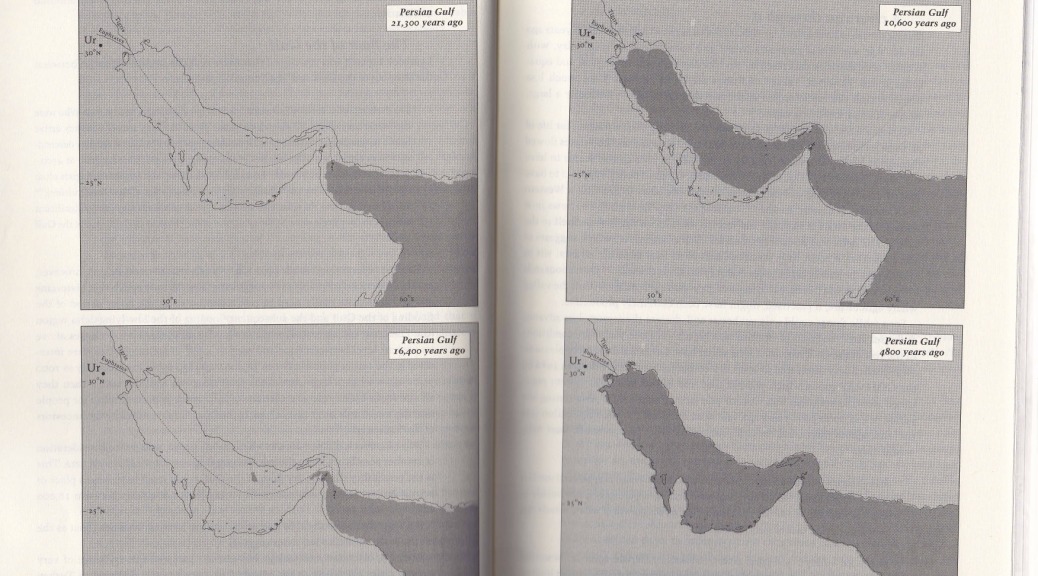 Persian Gulf
21,300 years ago
Tigris
Euphrates
Ur
30°N
25°N
50°E
60°E
Persian Gulf
16,400 years ago
Tigris
Euphrates
Ur
30°N
25°N
Persian Gulf
10,600 years ago
Tigris
Euphrates
Ur
30°N
25°N
50°E
60°E
Persian Gulf
4800 years ago
Tigris
Euphrates
Ur
30°N
25°N